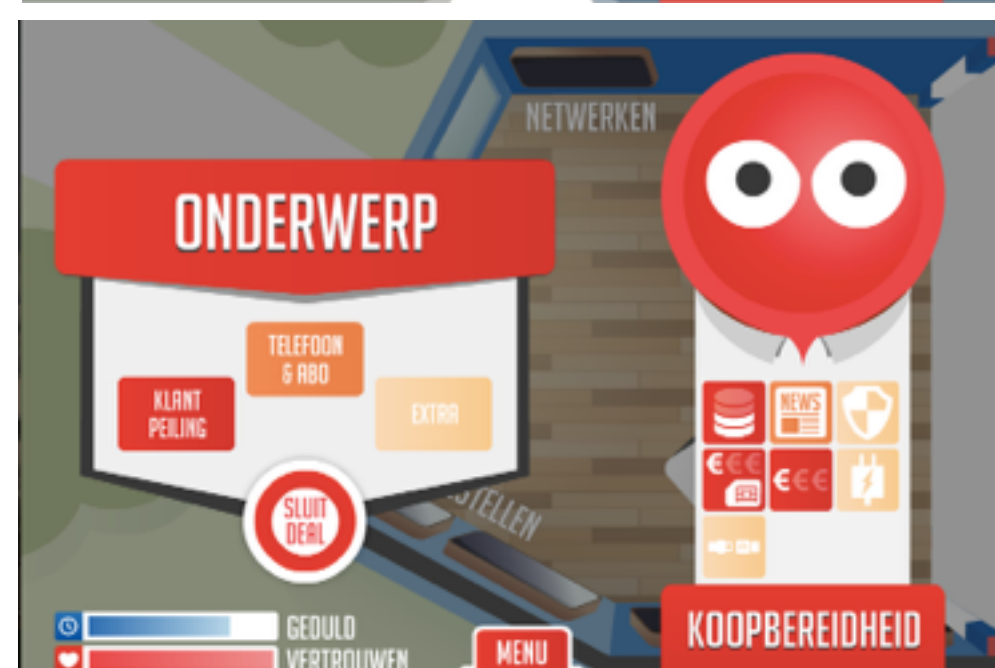 NETWERKEN
ONDERWERP
TELEFOON
& ABO
KLANT
PEILING
EXTRA
NEWS
€€€
€€€
SLUIT
DEAL
STELLEN
GEDULD
VERTROUWEN
MENU
KOOPBEREIDHEID